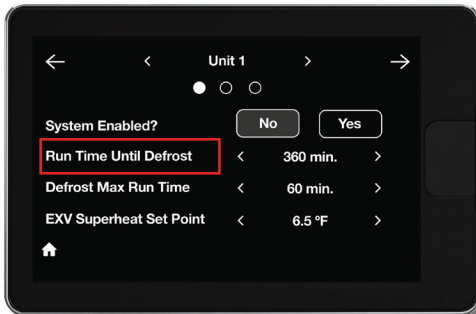 Unit 1
System Enabled? No Yes
Run Time Until Defrost 360 min.
Defrost Max Run Time 60 min.
EXV Superheat Set Point 6.5 °F